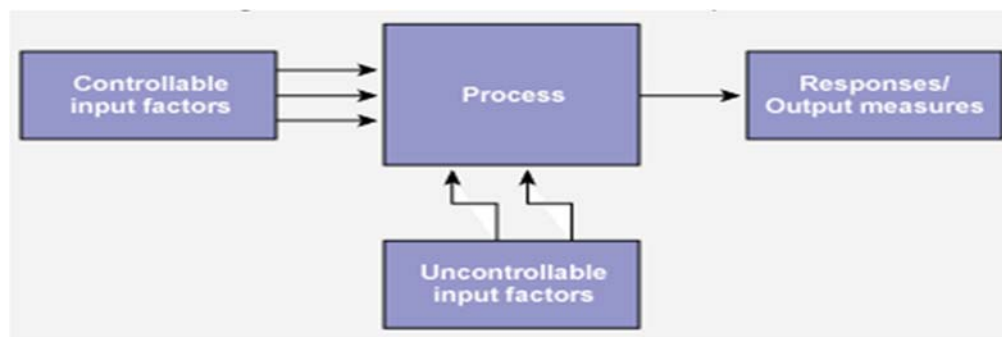 Controllable
input factors
Process
Responses/
Output measures
Uncontrollable
input factors